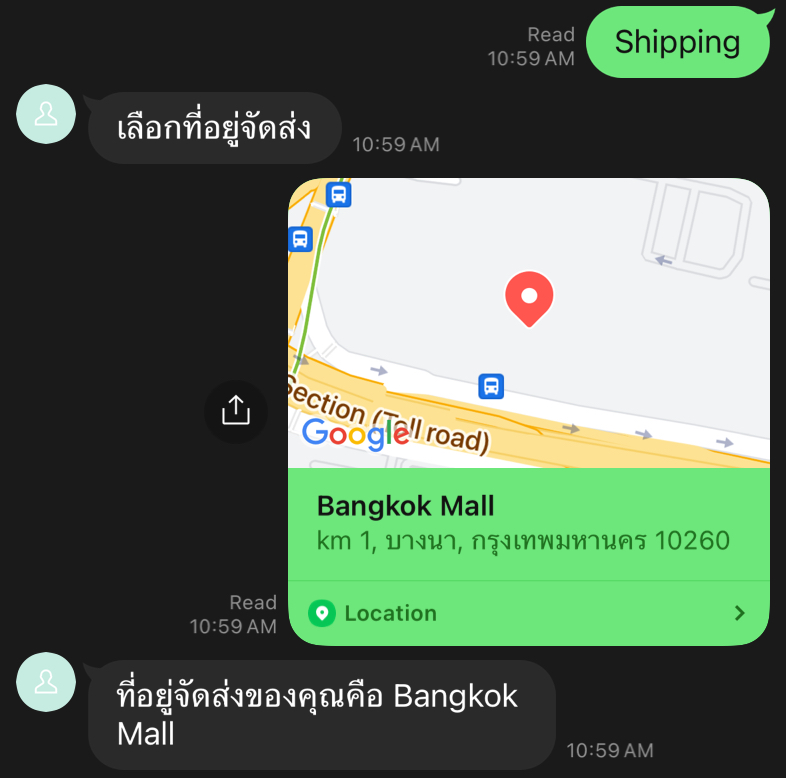 Shipping
Read
10:59 AM
เลือกที่อยู่จัดส่ง
10:59 AM
Section (Toll road)
Google
Bangkok Mall
km 1, บางนา, กรุงเทพมหานคร 10260
Location
Read
10:59 AM
ที่อยู่จัดส่งของคุณคือ Bangkok
Mall
10:59 AM